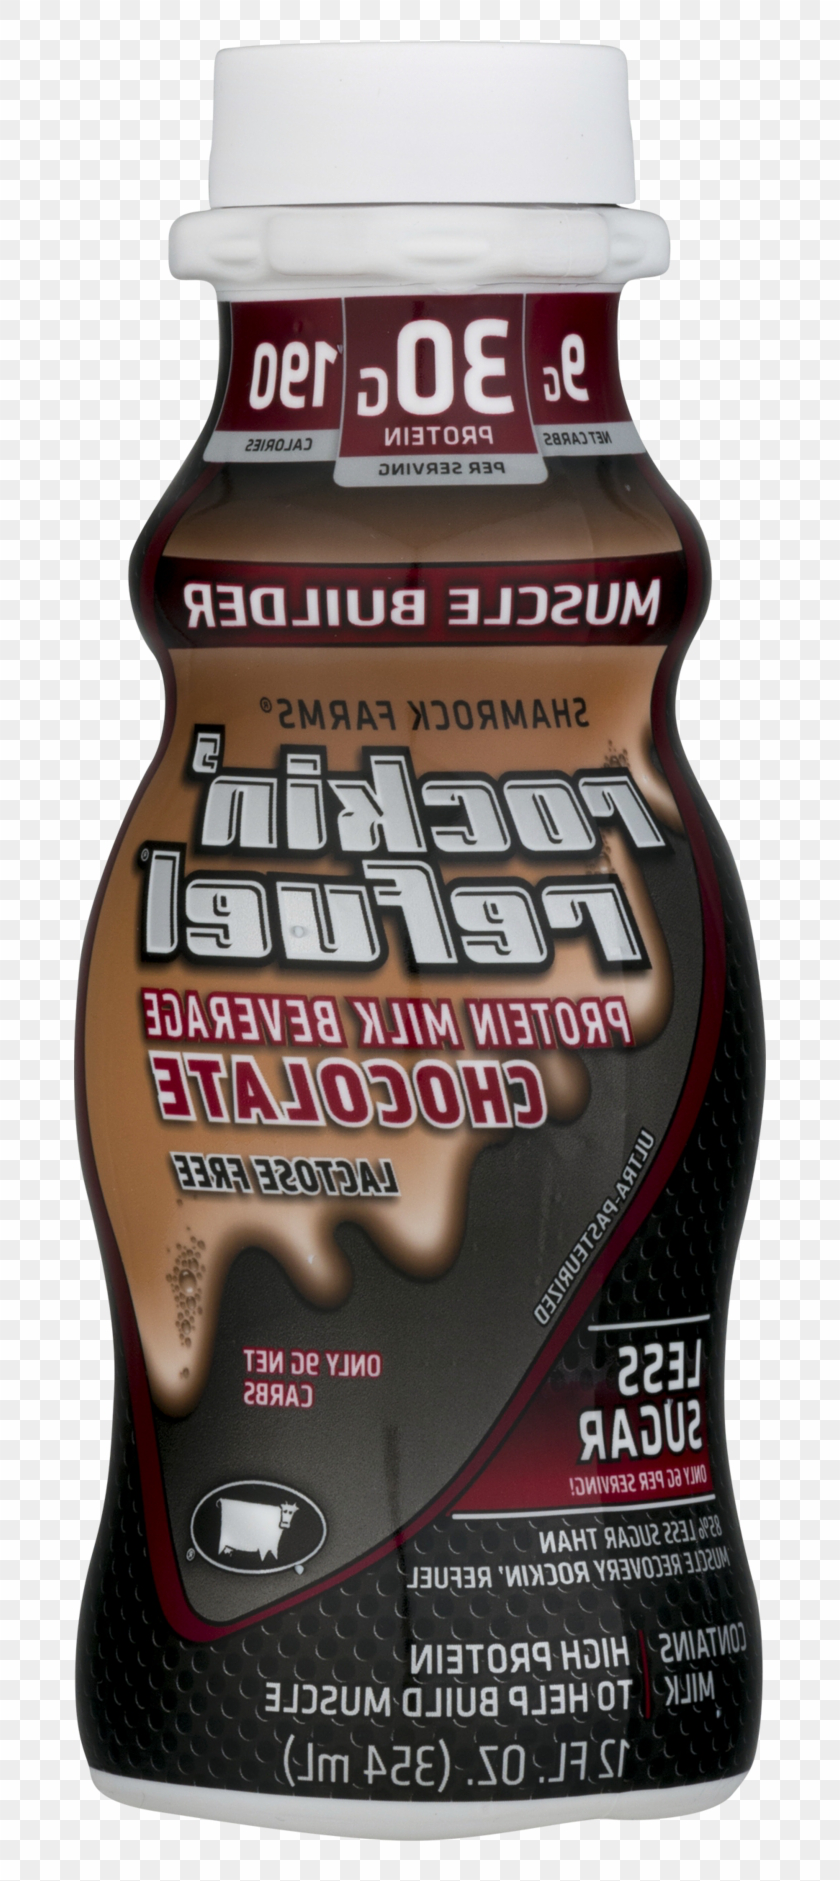 9G
NET CARBS
30G
PROTEIN
PER SERVING
190
CALORIES
MUSCLE BUILDER
SHAMROCK FARMS®
rockin'
refuel®
PROTEIN MILK BEVERAGE
CHOCOLATE
LACTOSE FREE
ULTRA-PASTEURIZED
ONLY 9G NET
CARBS
LESS
SUGAR
ONLY 6G PER SERVING!
85% LESS SUGAR THAN
MUSCLE RECOVERY ROCKIN' REFUEL
®
CONTAINS
MILK
HIGH PROTEIN
TO HELP BUILD MUSCLE
12 FL. OZ. (354 mL)